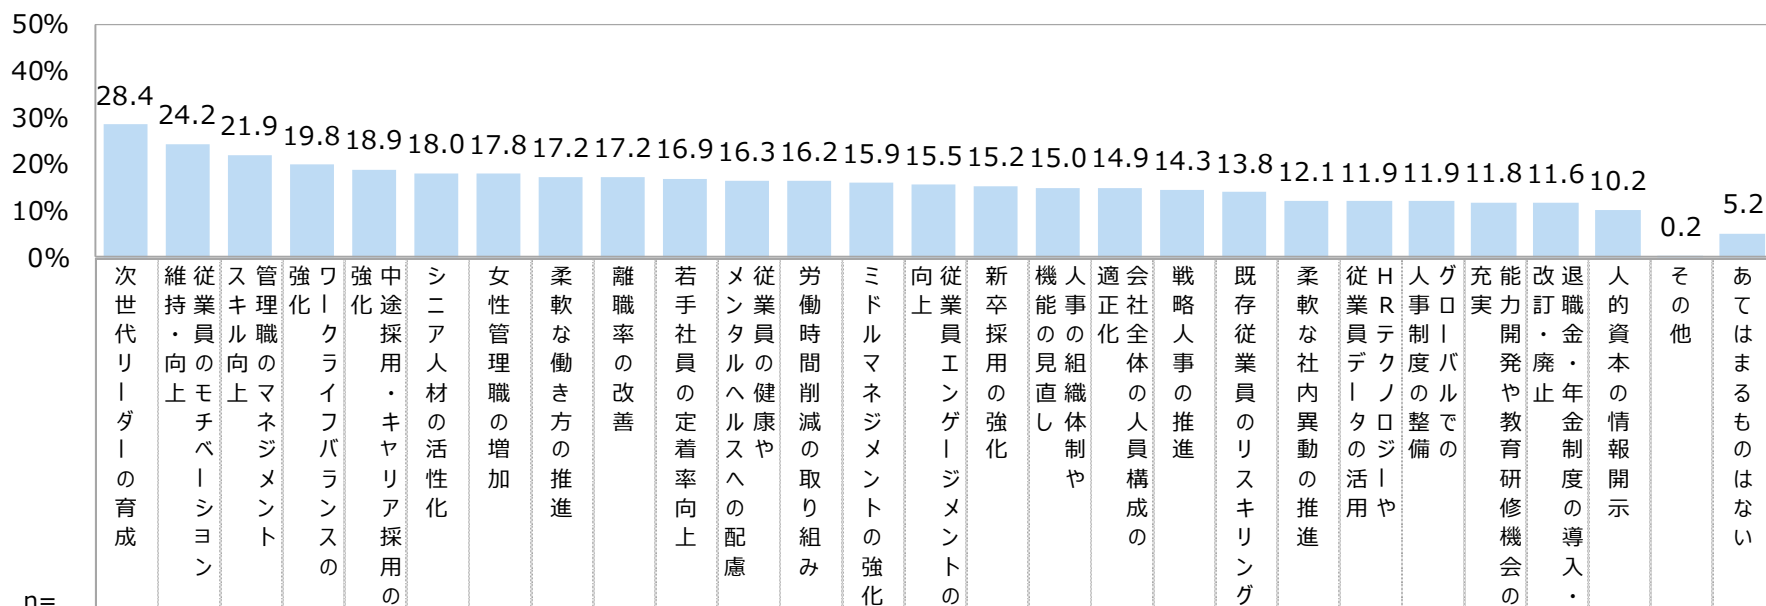 50%
40%
30%
20%
10%
0%
28.4
24.2
21.9
19.8
18.9
18.0
17.8
17.2
17.2
16.9
16.3
16.2
15.9
15.5
15.2
15.0
14.9
14.3
13.8
12.1
11.9
11.9
11.8
11.6
10.2
0.2
5.2
次世代リーダーの育成
従業員のモチベーション
維持・向上
管理職のマネジメント
スキル向上
ワークライフバランスの
強化
中途採用・キャリア採用の
強化
シニア人材の活性化
女性管理職の増加
柔軟な働き方の推進
離職率の改善
若手社員の定着率向上
従業員の健康や
メンタルヘルスへの配慮
労働時間削減の取り組み
ミドルマネジメントの強化
従業員エンゲージメントの
向上
新卒採用の強化
人事の組織体制や
機能の見直し
会社全体の人員構成の
適正化
戦略人事の推進
既存従業員のリスキリング
柔軟な社内異動の推進
HRテクノロジーや
従業員データの活用
グローバルでの
人事制度の整備
能力開発や教育研修機会の
充実
退職金・年金制度の導入・
改訂・廃止
人的資本の情報開示
その他
あてはまるものはない
n=